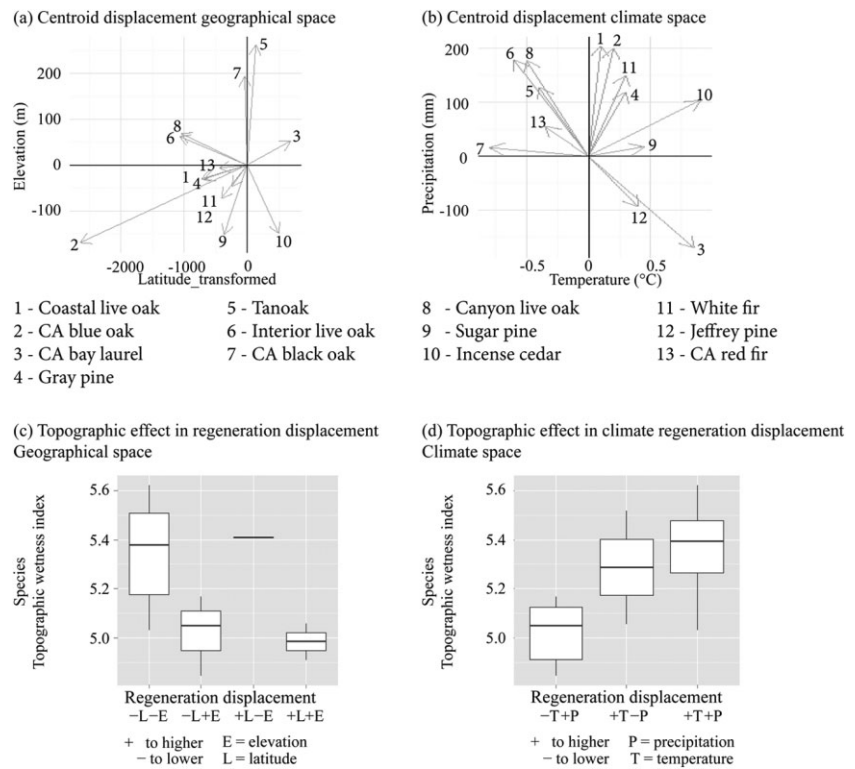 (a) Centroid displacement geographical space
5
200
7
100
8
6
3
Elevation (m)
0
13
1
4
11
12
-100
2
9
10
-2000 -1000 0
Latitude_transformed
(b) Centroid displacement climate space
200
6 8
1 2
11
5
4
10
100
13
Precipitation (mm)
7
9
0
12
-100
3
-0.5 0 0.5
Temperature (°C)
1 - Coastal live oak
2 - CA blue oak
3 - CA bay laurel
4 - Gray pine
5 - Tanoak
6 - Interior live oak
7 - CA black oak
8 - Canyon live oak
9 - Sugar pine
10 - Incense cedar
11 - White fir
12 - Jeffrey pine
13 - CA red fir
(c) Topographic effect in regeneration displacement
Geographical space
5.6
5.4
5.2
5.0
Species
Topographic wetness index
Regeneration displacement
−L−E −L+E +L−E +L+E
+ to higher E = elevation
− to lower L = latitude
(d) Topographic effect in climate regeneration displacement
Climate space
5.6
5.4
5.2
5.0
Species
Topographic wetness index
Regeneration displacement
−T+P +T−P +T+P
+ to higher P = precipitation
− to lower T = temperature